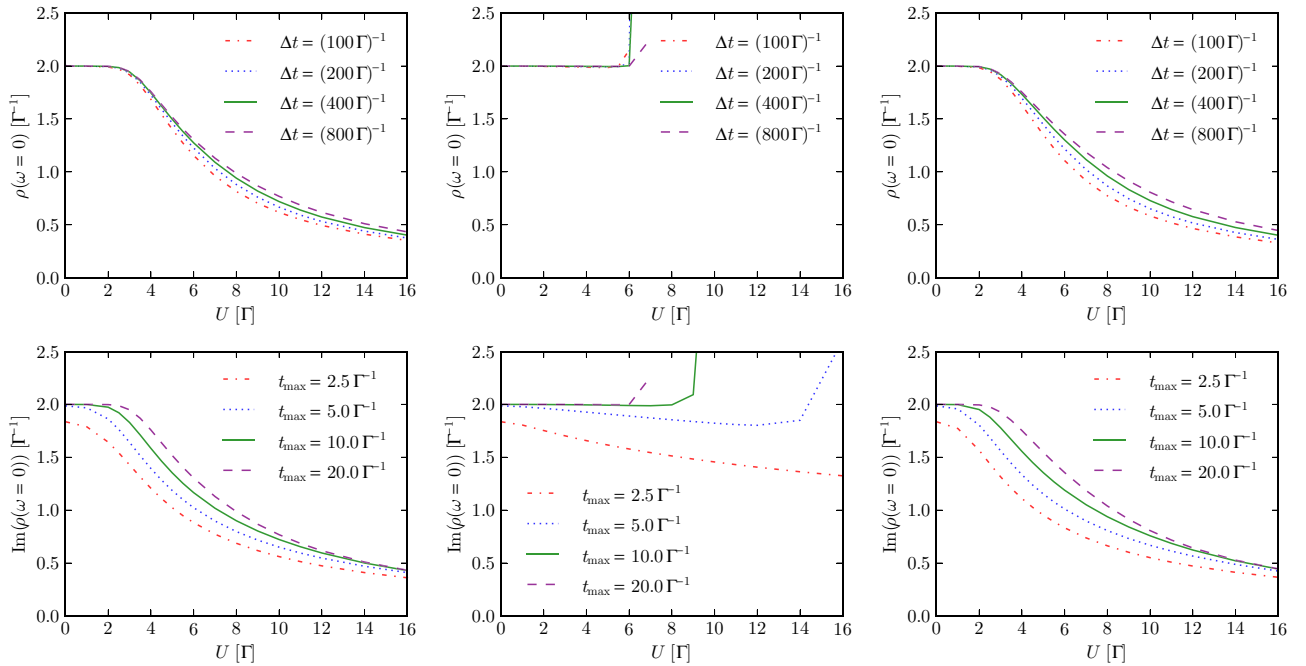 2.5
2.0
1.5
1.0
0.5
0.0
ρ(ω = 0) [Γ⁻¹]
Δt = (100 Γ)⁻¹
Δt = (200 Γ)⁻¹
Δt = (400 Γ)⁻¹
Δt = (800 Γ)⁻¹
0 2 4 6 8 10 12 14 16
U [Γ]
2.5
2.0
1.5
1.0
0.5
0.0
ρ(ω = 0) [Γ⁻¹]
Δt = (100 Γ)⁻¹
Δt = (200 Γ)⁻¹
Δt = (400 Γ)⁻¹
Δt = (800 Γ)⁻¹
0 2 4 6 8 10 12 14 16
U [Γ]
2.5
2.0
1.5
1.0
0.5
0.0
ρ(ω = 0) [Γ⁻¹]
Δt = (100 Γ)⁻¹
Δt = (200 Γ)⁻¹
Δt = (400 Γ)⁻¹
Δt = (800 Γ)⁻¹
0 2 4 6 8 10 12 14 16
U [Γ]
2.5
2.0
1.5
1.0
0.5
0.0
Im(ρ(ω = 0)) [Γ⁻¹]
t_max = 2.5 Γ⁻¹
t_max = 5.0 Γ⁻¹
t_max = 10.0 Γ⁻¹
t_max = 20.0 Γ⁻¹
0 2 4 6 8 10 12 14 16
U [Γ]
2.5
2.0
1.5
1.0
0.5
0.0
Im(ρ(ω = 0)) [Γ⁻¹]
t_max = 2.5 Γ⁻¹
t_max = 5.0 Γ⁻¹
t_max = 10.0 Γ⁻¹
t_max = 20.0 Γ⁻¹
0 2 4 6 8 10 12 14 16
U [Γ]
2.5
2.0
1.5
1.0
0.5
0.0
Im(ρ(ω = 0)) [Γ⁻¹]
t_max = 2.5 Γ⁻¹
t_max = 5.0 Γ⁻¹
t_max = 10.0 Γ⁻¹
t_max = 20.0 Γ⁻¹
0 2 4 6 8 10 12 14 16
U [Γ]